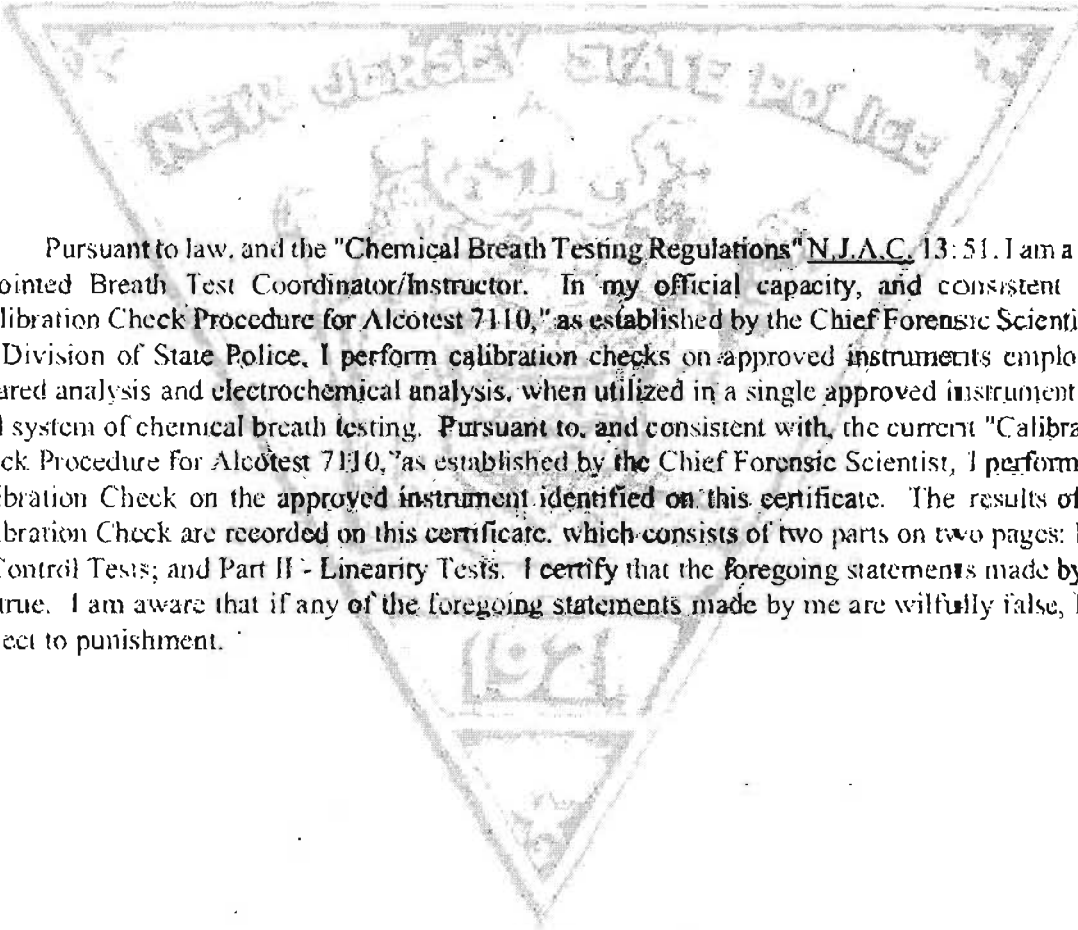 NEW JERSEY STATE POLICE
Pursuant to law, and the "Chemical Breath Testing Regulations" N.J.A.C. 13:51, I am a
ointed Breath Test Coordinator/Instructor. In my official capacity, and consistent
libration Check Procedure for Alcotest 7110," as established by the Chief Forensic Scienti
Division of State Police, I perform calibration checks on approved instruments emplo
ared analysis and electrochemical analysis, when utilized in a single approved instrument
l system of chemical breath testing. Pursuant to, and consistent with, the current "Calibra
ck Procedure for Alcotest 7110," as established by the Chief Forensic Scientist, I perform
ibration Check on the approved instrument identified on this certificate. The results of
ibration Check are recorded on this certificate, which consists of two parts on two pages:
Control Tests; and Part II - Linearity Tests. I certify that the foregoing statements made by
true. I am aware that if any of the foregoing statements made by me are wilfully false, I
ect to punishment.
1921